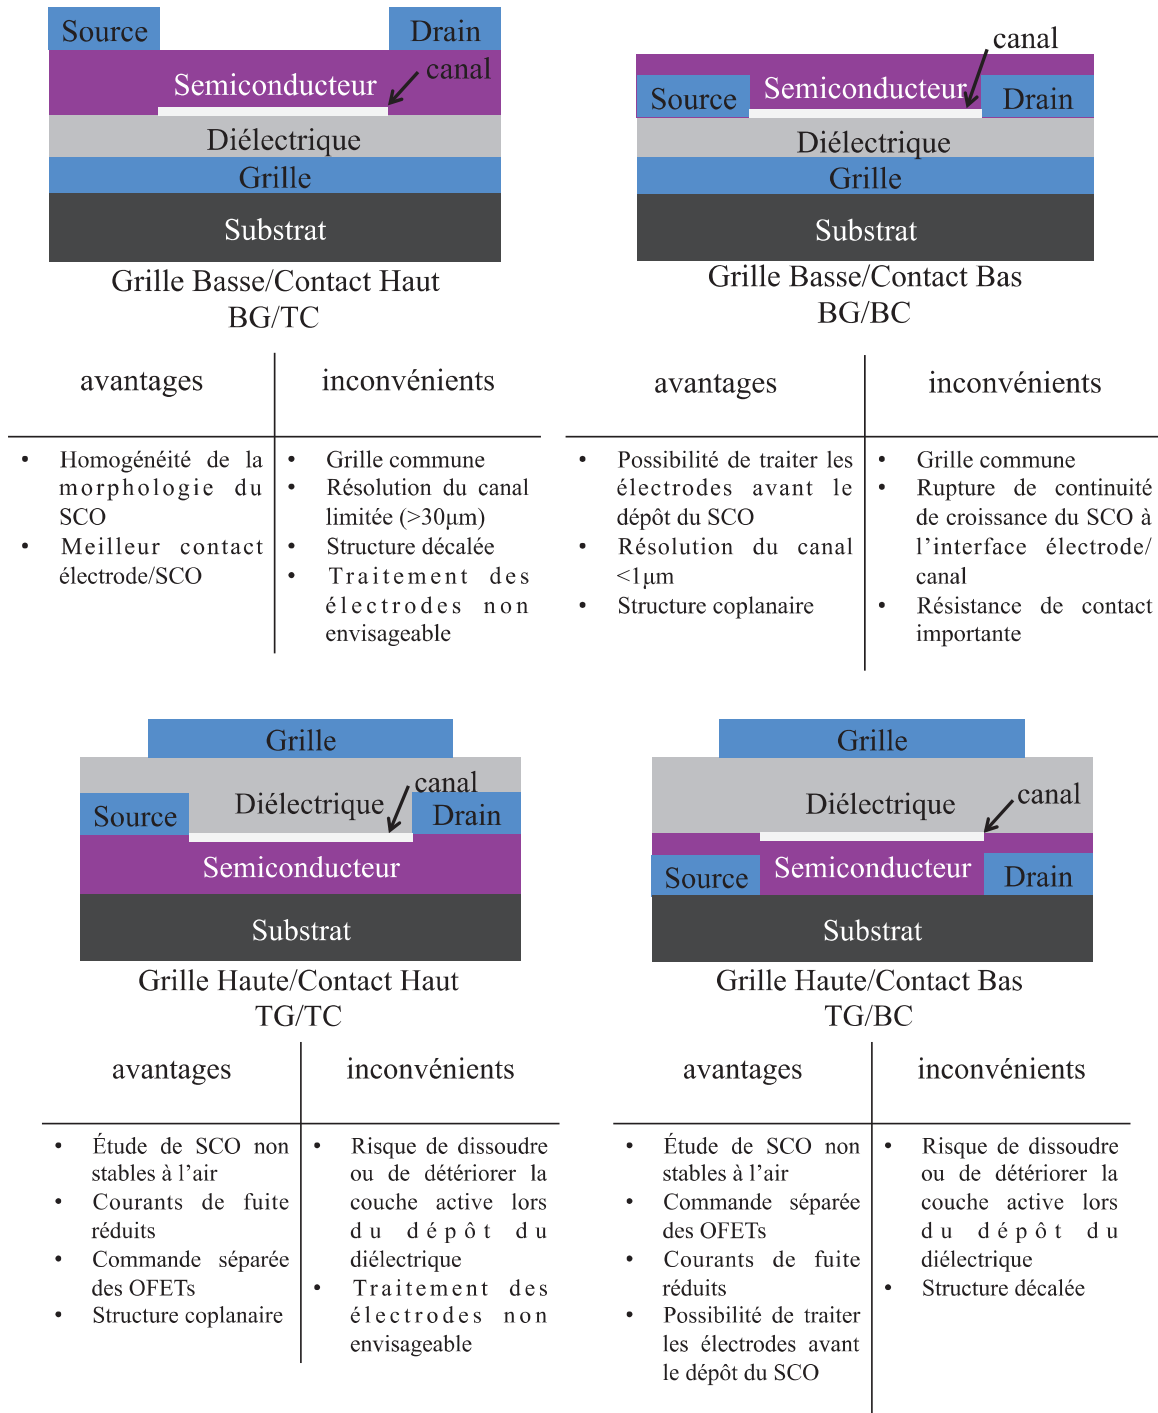 Source
Drain
canal
Semiconducteur
Diélectrique
Grille
Substrat
Grille Basse/Contact Haut
BG/TC
avantages
inconvénients
• Homogénéité de la
morphologie du
SCO
• Meilleur contact
électrode/SCO
• Grille commune
• Résolution du canal
limitée (>30µm)
• Structure décalée
• Traitement des
électrodes non
envisageable
canal
Source
Semiconducteur
Drain
Diélectrique
Grille
Substrat
Grille Basse/Contact Bas
BG/BC
avantages
inconvénients
• Possibilité de traiter les
électrodes avant le
dépôt du SCO
• Résolution du canal
<1µm
• Structure coplanaire
• Grille commune
• Rupture de continuité
de croissance du SCO à
l’interface électrode/
canal
• Résistance de contact
importante
Grille
canal
Diélectrique
Source
Drain
Semiconducteur
Substrat
Grille Haute/Contact Haut
TG/TC
avantages
inconvénients
• Étude de SCO non
stables à l’air
• Courants de fuite
réduits
• Commande séparée
des OFETs
• Structure coplanaire
• Risque de dissoudre
ou de détériorer la
couche active lors
du dépôt du
diélectrique
• Traitement des
électrodes non
envisageable
Grille
Diélectrique
canal
Source
Semiconducteur
Drain
Substrat
Grille Haute/Contact Bas
TG/BC
avantages
inconvénients
• Étude de SCO non
stables à l’air
• Commande séparée
des OFETs
• Courants de fuite
réduits
• Possibilité de traiter
les électrodes avant
le dépôt du SCO
• Risque de dissoudre
ou de détériorer la
couche active lors
du dépôt du
diélectrique
• Structure décalée